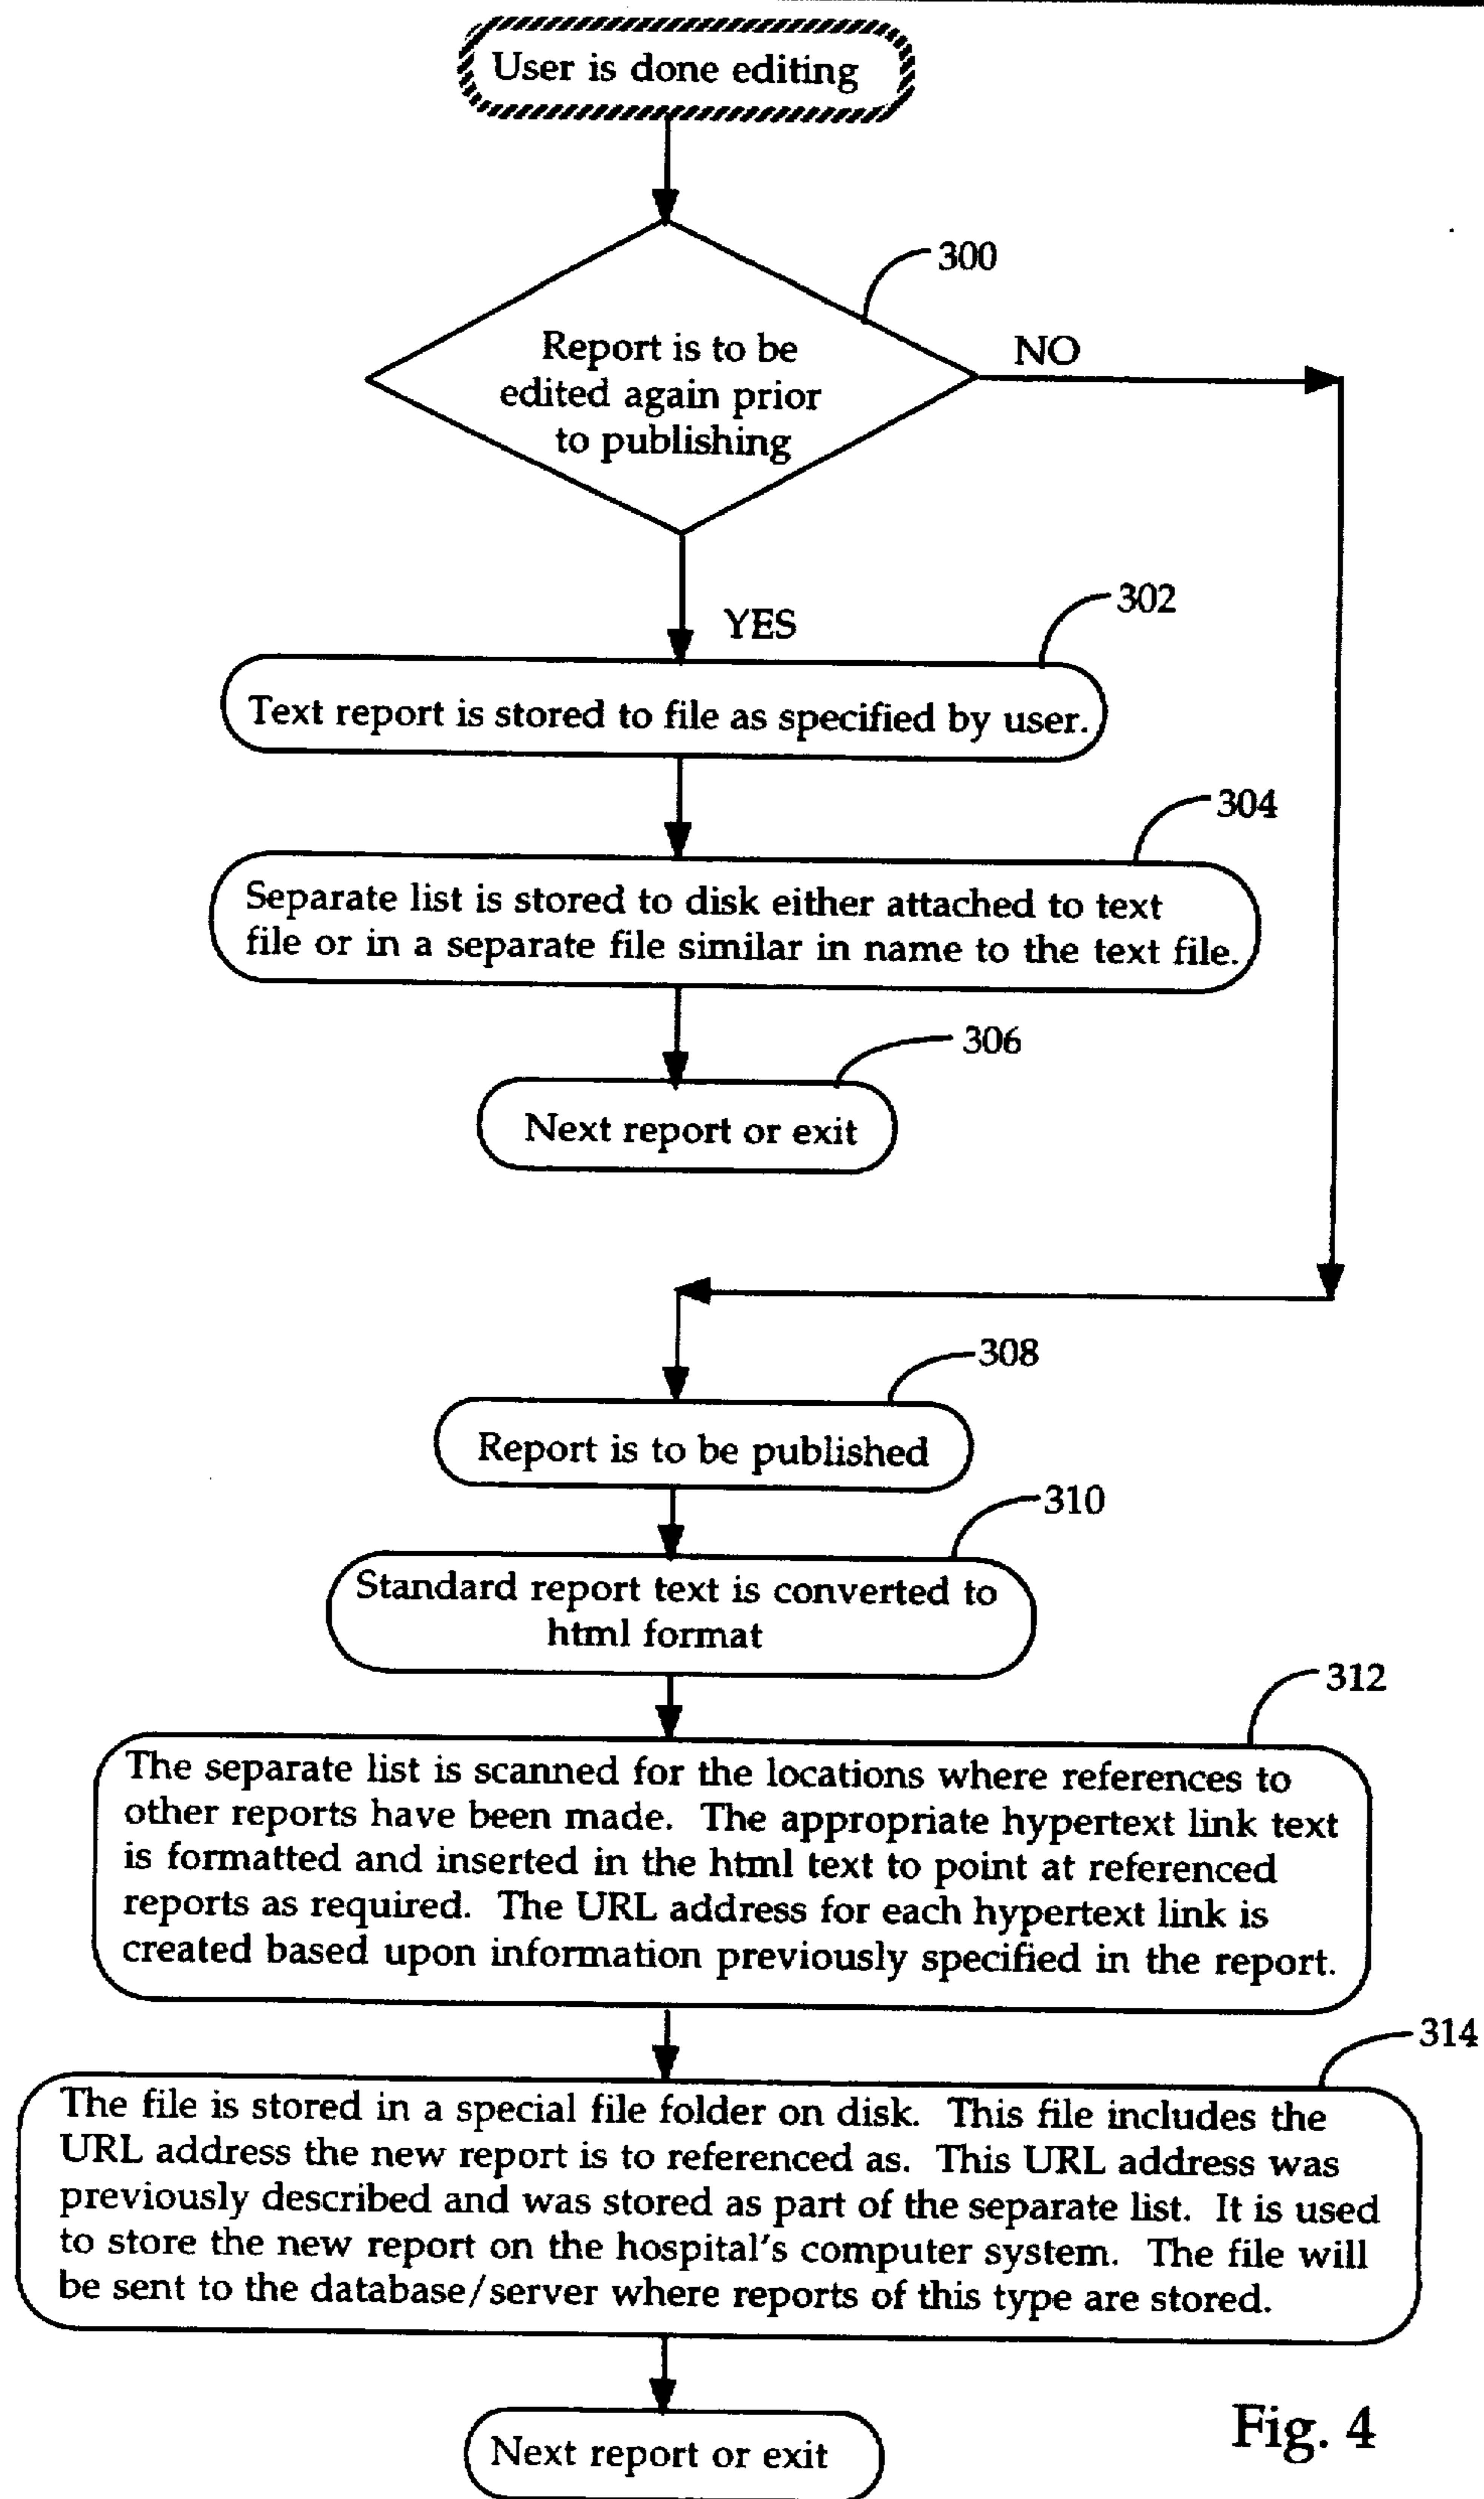 User is done editing
300
Report is to be
edited again prior
to publishing
NO
YES
302
Text report is stored to file as specified by user.
304
Separate list is stored to disk either attached to text
file or in a separate file similar in name to the text file.
306
Next report or exit
308
Report is to be published
310
Standard report text is converted to
html format
312
The separate list is scanned for the locations where references to
other reports have been made. The appropriate hypertext link text
is formatted and inserted in the html text to point at referenced
reports as required. The URL address for each hypertext link is
created based upon information previously specified in the report.
314
The file is stored in a special file folder on disk. This file includes the
URL address the new report is to referenced as. This URL address was
previously described and was stored as part of the separate list. It is used
to store the new report on the hospital's computer system. The file will
be sent to the database/server where reports of this type are stored.
Next report or exit
Fig. 4